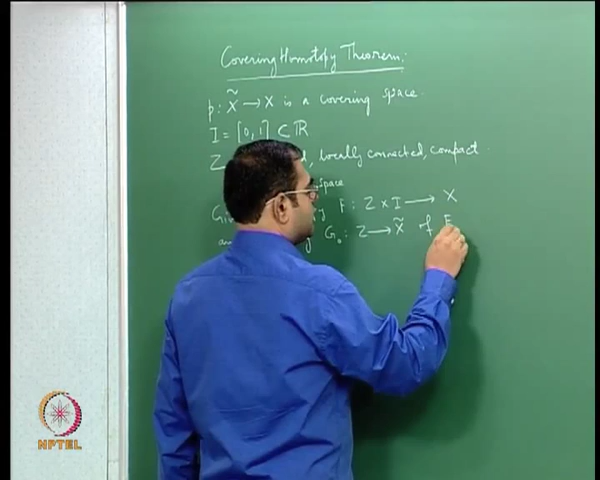 Covering Homotopy Theorem:
p: X̃ → X is a covering space.
I = [0, 1] ⊂ ℝ
Z , locally connected, compact
space
F: Z × I → X
G₀: Z → X̃ of F
NPTEL